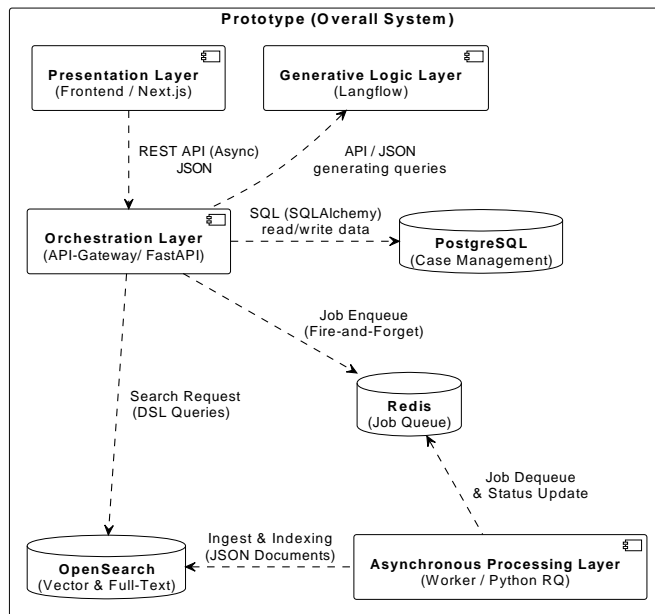 Prototype (Overall System)
Presentation Layer
(Frontend / Next.js)
Generative Logic Layer
(Langflow)
REST API (Async)
JSON
API / JSON
generating queries
Orchestration Layer
(API-Gateway/ FastAPI)
SQL (SQLAlchemy)
read/write data
PostgreSQL
(Case Management)
Job Enqueue
(Fire-and-Forget)
Search Request
(DSL Queries)
Redis
(Job Queue)
Job Dequeue
& Status Update
Ingest & Indexing
(JSON Documents)
OpenSearch
(Vector & Full-Text)
Asynchronous Processing Layer
(Worker / Python RQ)